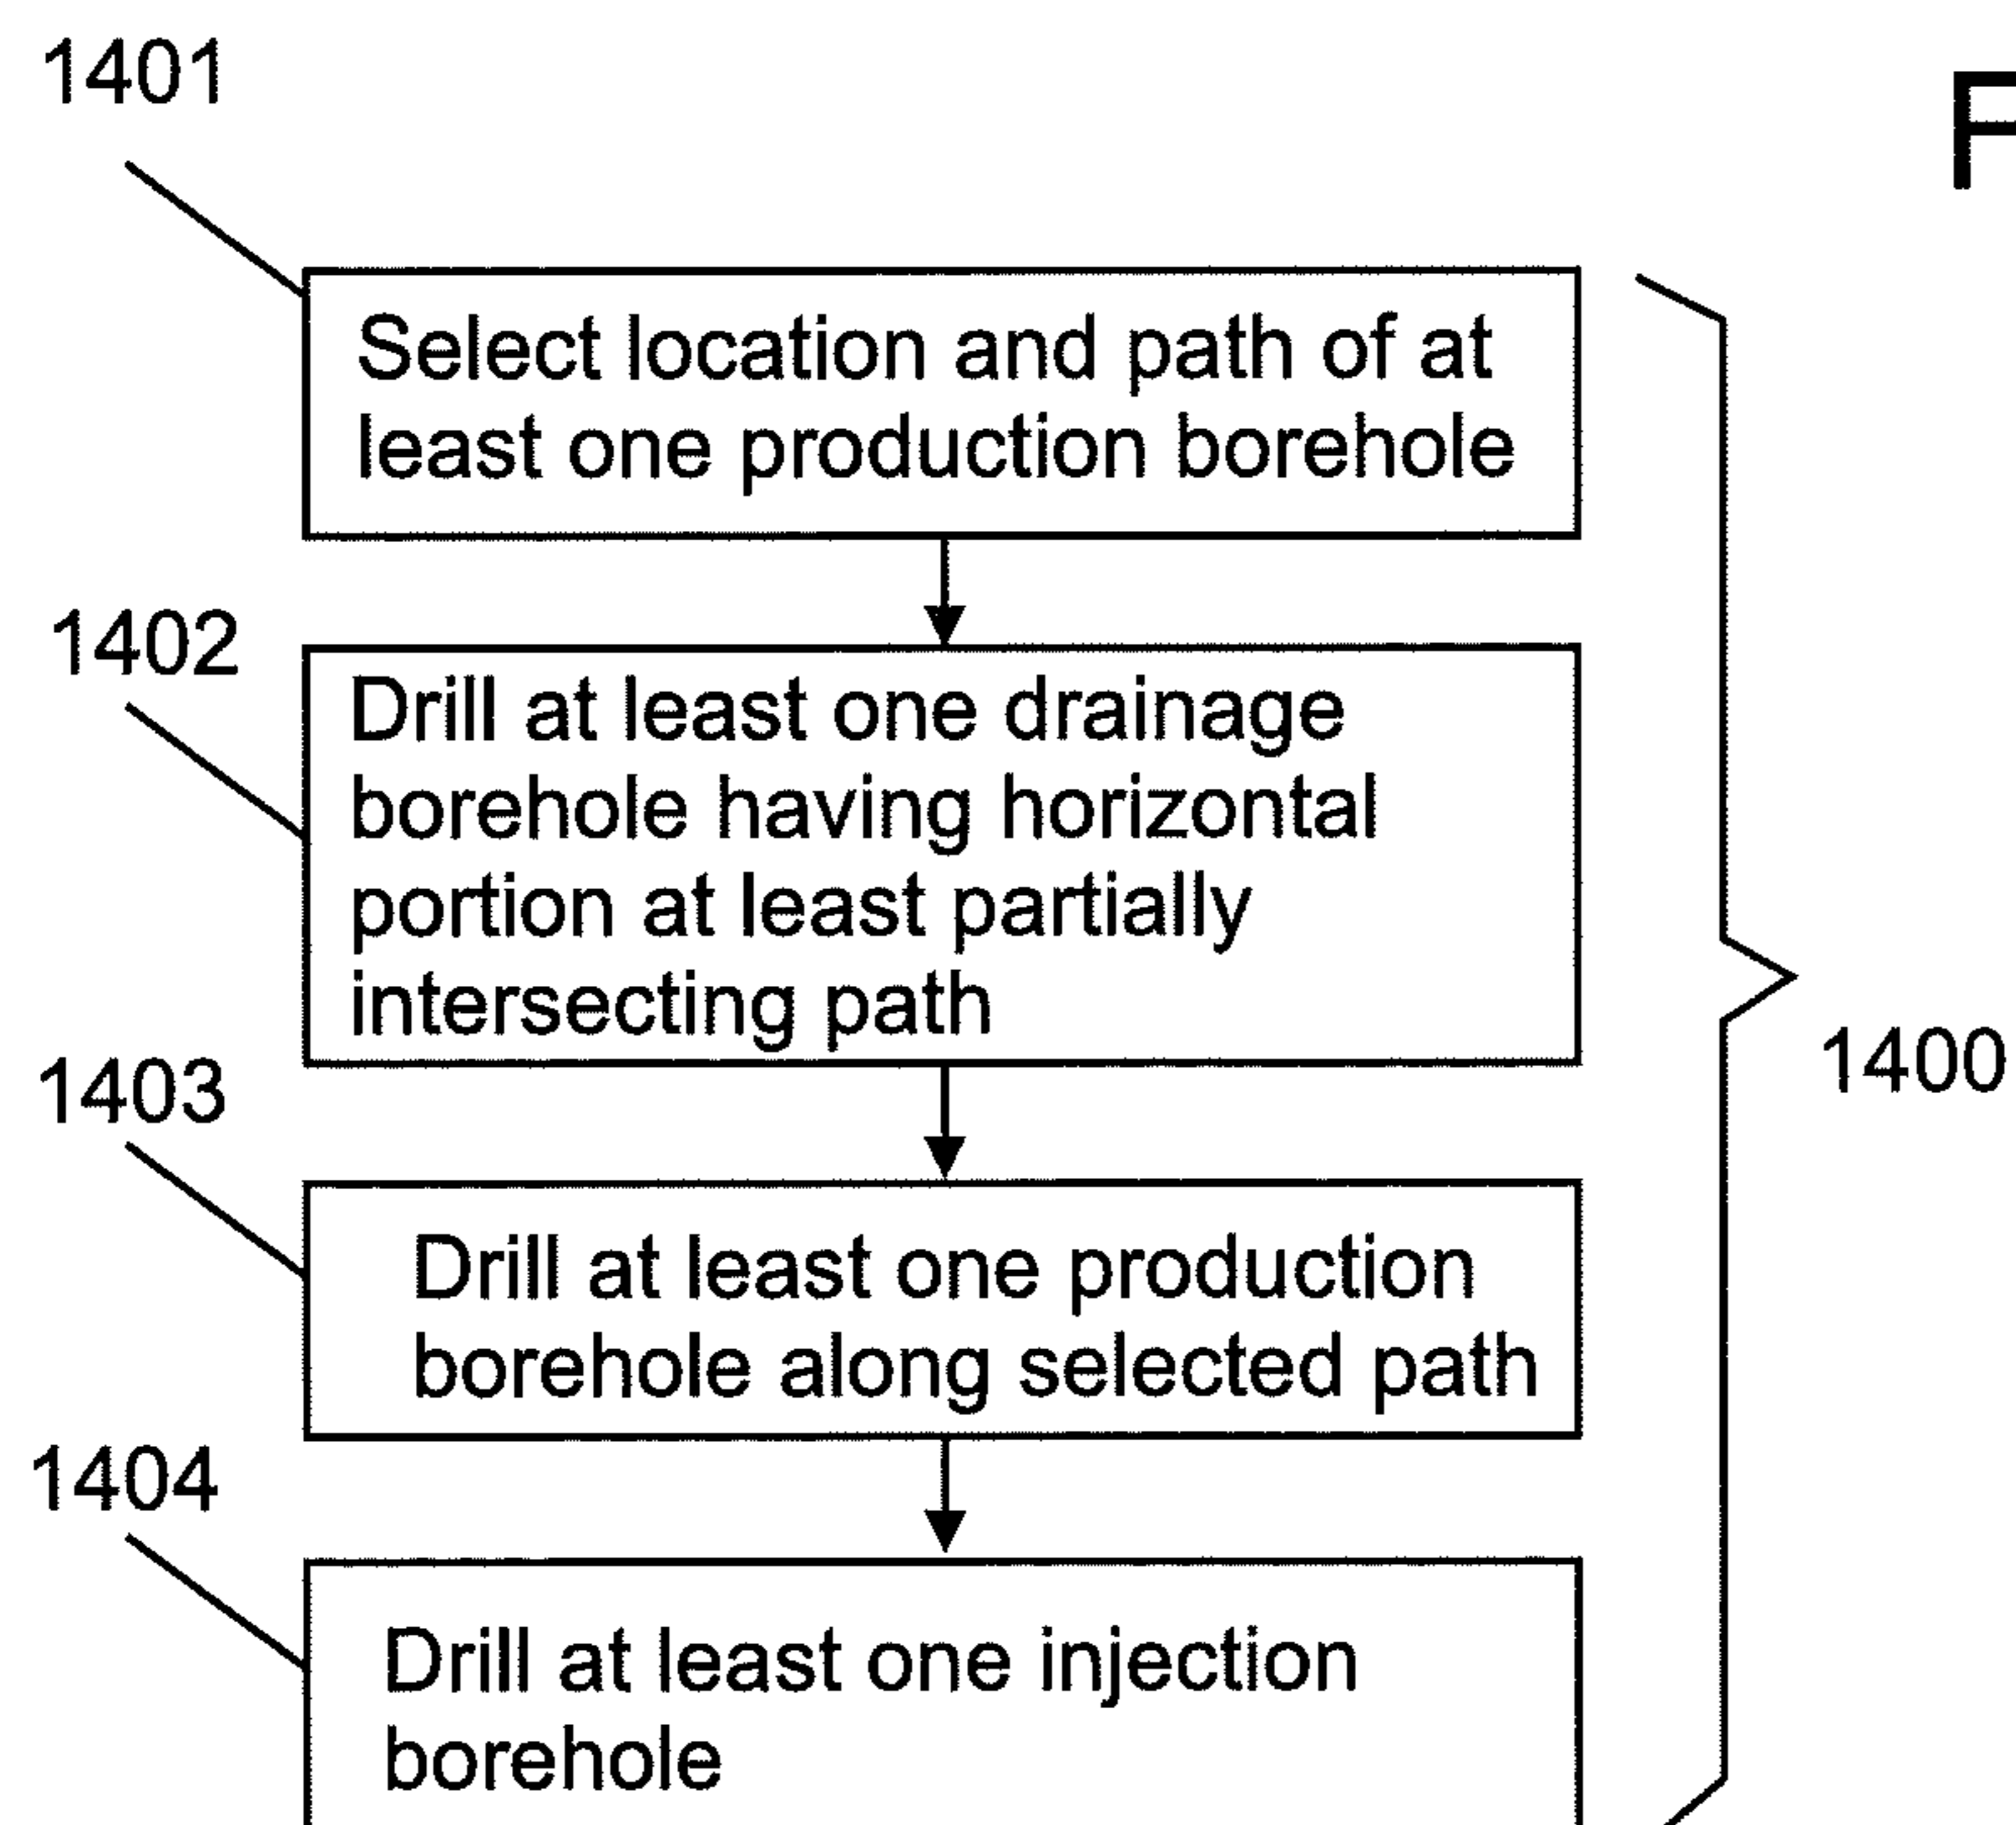 1401
F
Select location and path of at
least one production borehole
1402
Drill at least one drainage
borehole having horizontal
portion at least partially
intersecting path
1403
1400
Drill at least one production
borehole along selected path
1404
Drill at least one injection
borehole